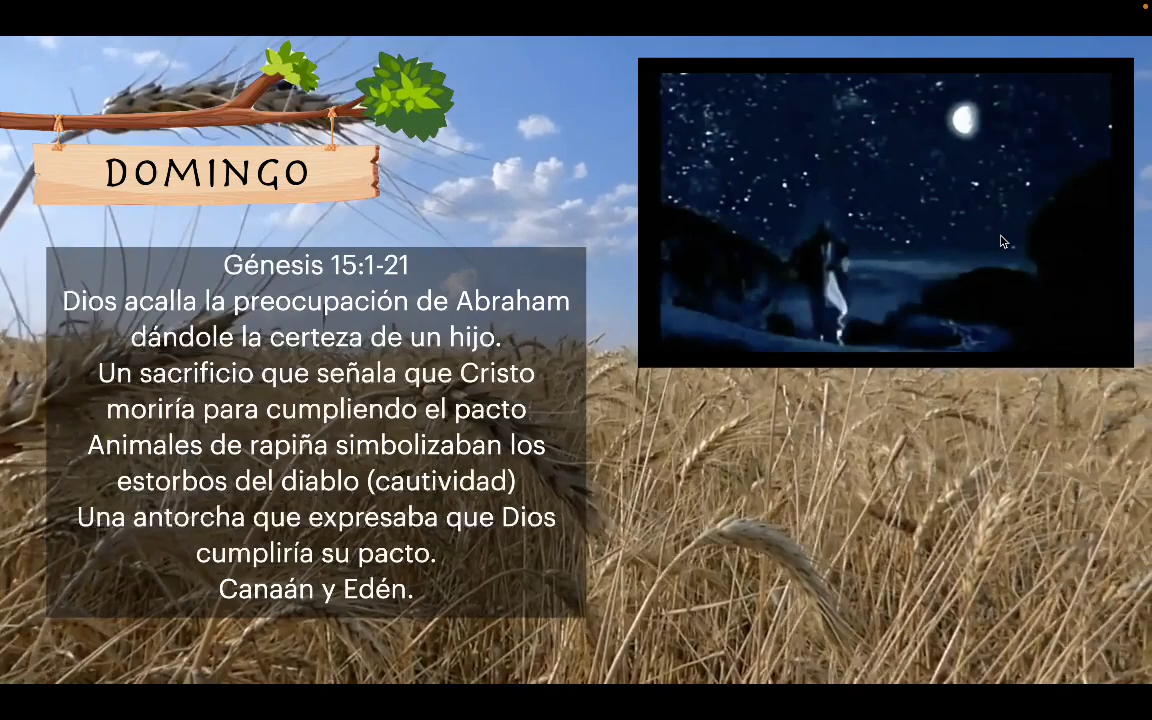 DOMINGO
Génesis 15:1-21
Dios acalla la preocupación de Abraham
dándole la certeza de un hijo.
Un sacrificio que señala que Cristo
moriría para cumpliendo el pacto
Animales de rapiña simbolizaban los
estorbos del diablo (cautividad)
Una antorcha que expresaba que Dios
cumpliría su pacto.
Canaán y Edén.